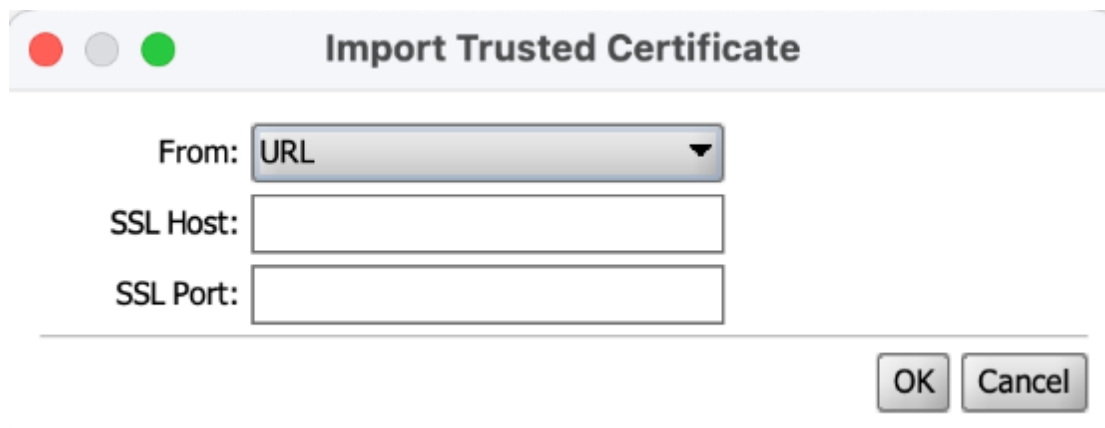 Import Trusted Certificate
From: URL
SSL Host:
SSL Port:
OK Cancel